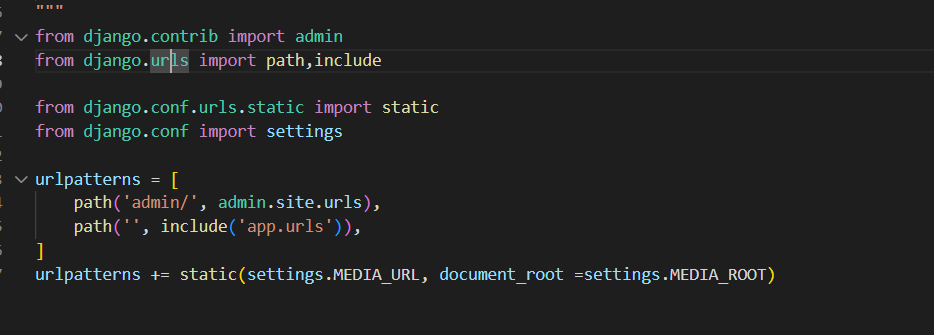 """
from django.contrib import admin
from django.urls import path,include
from django.conf.urls.static import static
from django.conf import settings
urlpatterns = [
    path('admin/', admin.site.urls),
    path('', include('app.urls')),
]
urlpatterns += static(settings.MEDIA_URL, document_root =settings.MEDIA_ROOT)